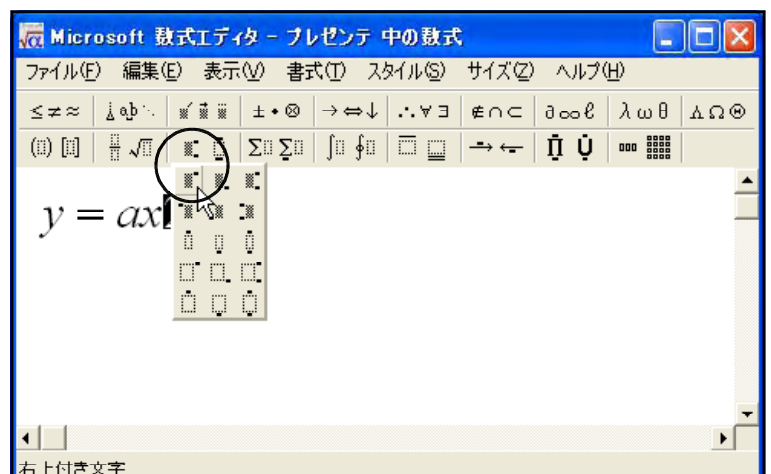 Microsoft 数式エディタ - プレゼンテ 中の数式
ファイル(F) 編集(E) 表示(V) 書式(T) スタイル(S) サイズ(Z) ヘルプ(H)
≤≠≈ ±•⊗ →⇔↓ ∴∀∃ ∉∩⊂ ∂∞ℓ λωθ ΛΩΘ
y = ax
右上付き文字